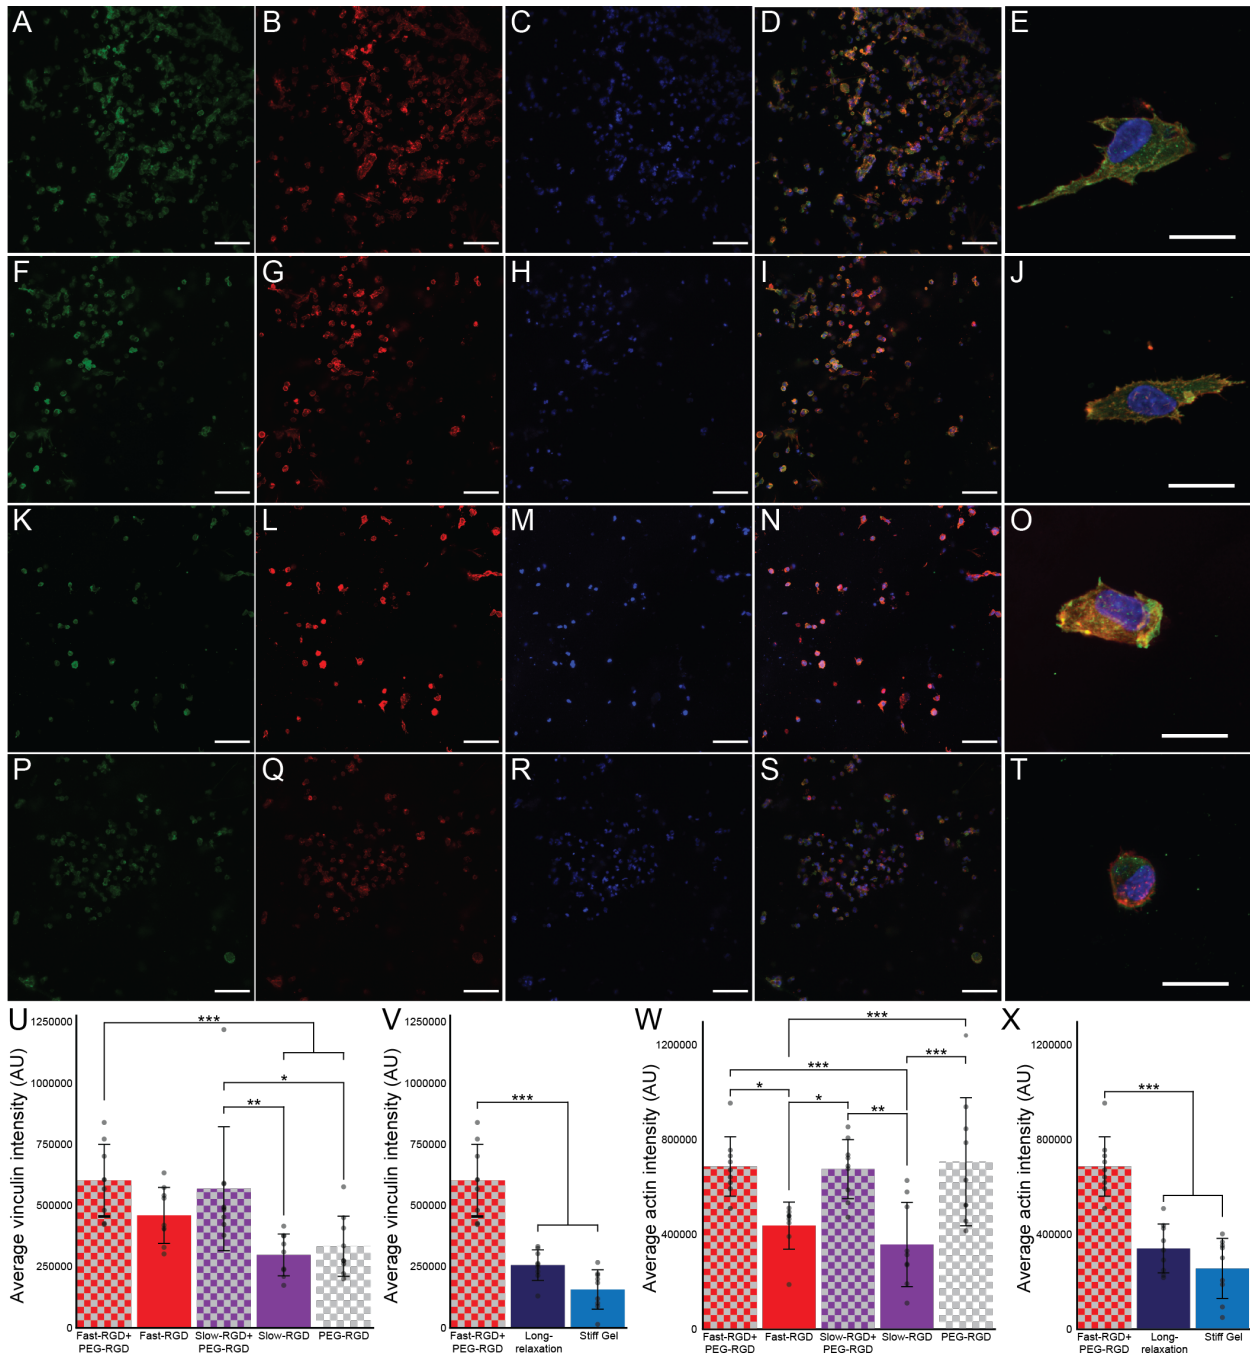 A B C D E
F G H I J
K L M N O
P Q R S T
U V W X
Average vinculin intensity (AU)
1250000
1000000
750000
500000
250000
0
***
*
**
Fast-RGD+
PEG-RGD
Fast-RGD
Slow-RGD+
PEG-RGD
Slow-RGD
PEG-RGD
Average vinculin intensity (AU)
1250000
1000000
750000
500000
250000
0
***
Fast-RGD+
PEG-RGD
Long-
relaxation
Stiff Gel
Average actin intensity (AU)
1200000
800000
400000
0
***
***
***
*
*
**
Fast-RGD+
PEG-RGD
Fast-RGD
Slow-RGD+
PEG-RGD
Slow-RGD
PEG-RGD
Average actin intensity (AU)
1200000
800000
400000
0
***
Fast-RGD+
PEG-RGD
Long-
relaxation
Stiff Gel